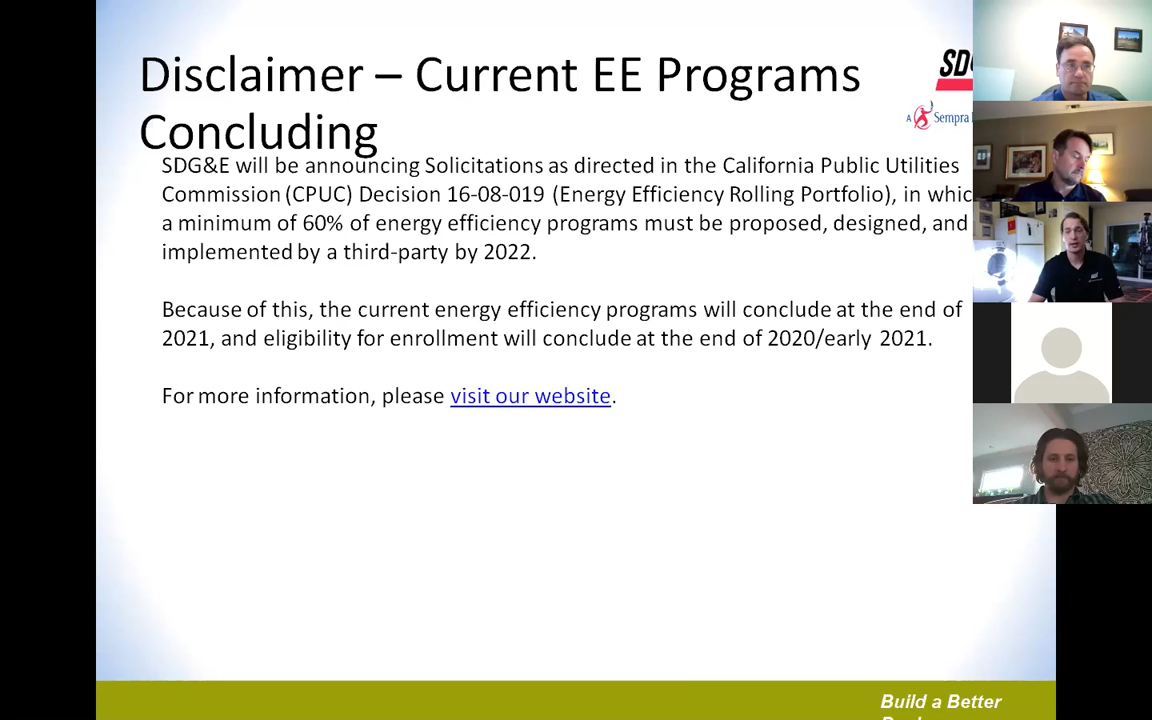 Disclaimer – Current EE Programs
Concluding
SD
A Sempra
SDG&E will be announcing Solicitations as directed in the California Public Utilities
Commission (CPUC) Decision 16-08-019 (Energy Efficiency Rolling Portfolio), in whic
a minimum of 60% of energy efficiency programs must be proposed, designed, and
implemented by a third-party by 2022.
Because of this, the current energy efficiency programs will conclude at the end of
2021, and eligibility for enrollment will conclude at the end of 2020/early 2021.
For more information, please visit our website.
Build a Better